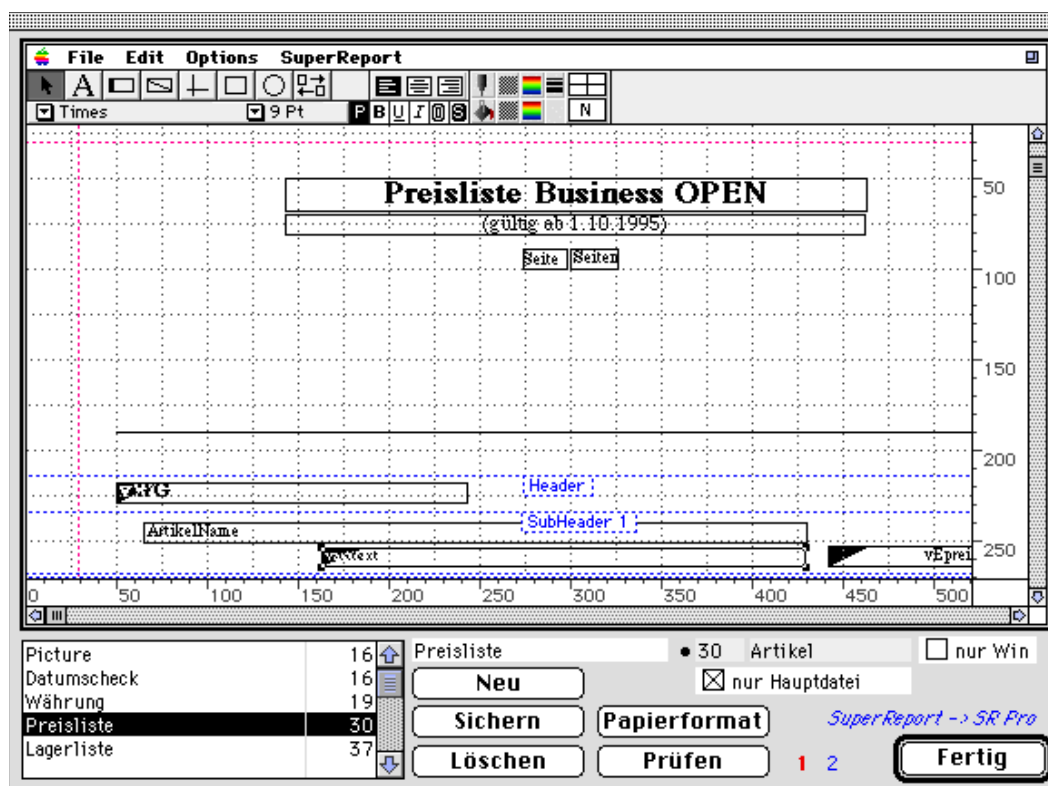 File Edit Options SuperReport
A
Times 9 Pt P B U I O S N
Preisliste Business OPEN
(gültig ab 1.10.1995)
Seite Seiten
50
100
150
200
250
Header
SubHeader 1
ArtikelName
vEprei
0 50 100 150 200 250 300 350 400 450 500
Picture 16
Datumscheck 16
Währung 19
Preisliste 30
Lagerliste 37
Preisliste • 30 Artikel nur Win
Neu nur Hauptdatei
Sichern Papierformat SuperReport -> SR Pro
Löschen Prüfen 1 2 Fertig